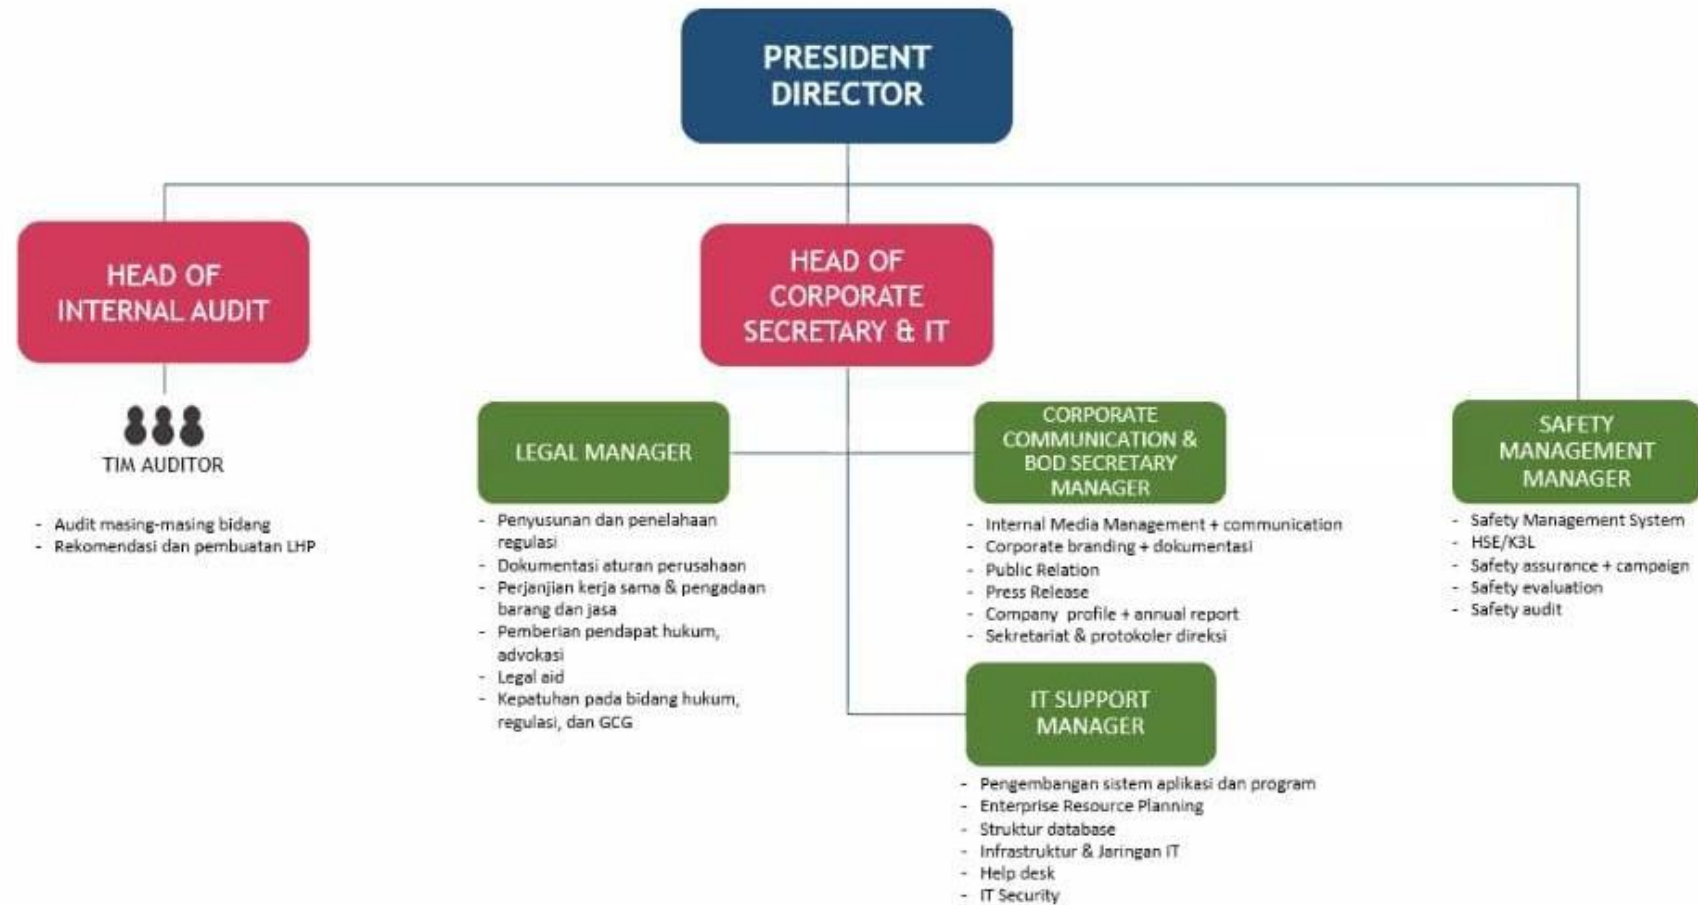 PRESIDENT
DIRECTOR
HEAD OF
INTERNAL AUDIT
HEAD OF
CORPORATE
SECRETARY & IT
TIM AUDITOR
- Audit masing-masing bidang
- Rekomendasi dan pembuatan LHP
LEGAL MANAGER
- Penyusunan dan penelahaan
regulasi
- Dokumentasi aturan perusahaan
- Perjanjian kerja sama & pengadaan
barang dan jasa
- Pemberian pendapat hukum,
advokasi
- Legal aid
- Kepatuhan pada bidang hukum,
regulasi, dan GCG
CORPORATE
COMMUNICATION &
BOD SECRETARY
MANAGER
- Internal Media Management + communication
- Corporate branding + dokumentasi
- Public Relation
- Press Release
- Company profile + annual report
- Sekretariat & protokoler direksi
IT SUPPORT
MANAGER
- Pengembangan sistem aplikasi dan program
- Enterprise Resource Planning
- Struktur database
- Infrastruktur & Jaringan IT
- Help desk
- IT Security
SAFETY
MANAGEMENT
MANAGER
- Safety Management System
- HSE/K3L
- Safety assurance + campaign
- Safety evaluation
- Safety audit